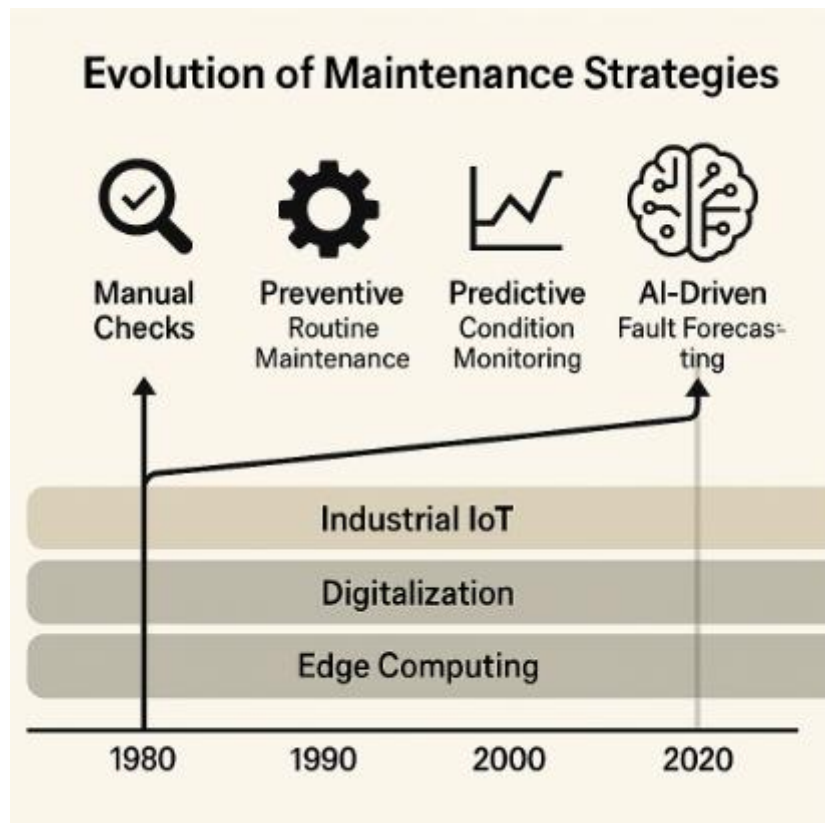 Evolution of Maintenance Strategies
Manual
Checks
Preventive
Routine
Maintenance
Predictive
Condition
Monitoring
AI-Driven
Fault Forecas-
ting
Industrial IoT
Digitalization
Edge Computing
1980 1990 2000 2020